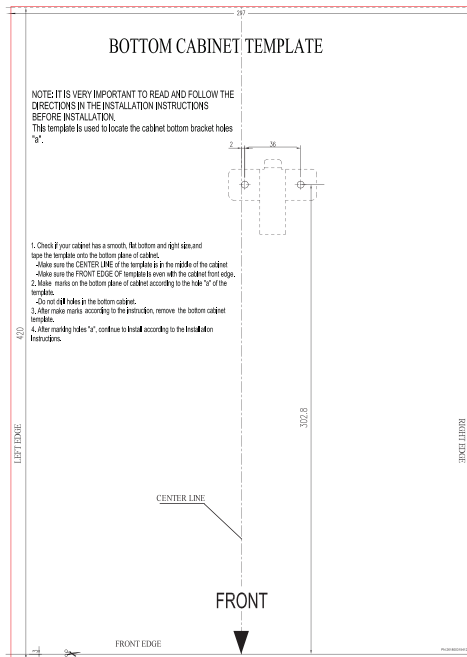 297
BOTTOM CABINET TEMPLATE
NOTE: IT IS VERY IMPORTANT TO READ AND FOLLOW THE
DIRECTIONS IN THE INSTALLATION INSTRUCTIONS
BEFORE INSTALLATION.
This template is used to locate the cabinet bottom bracket holes
"a".
2
36
1. Check if your cabinet has a smooth, flat bottom and right size,and
tape the template onto the bottom plane of cabinet.
-Make sure the CENTER LINE of the template is in the middle of the cabinet
-Make sure the FRONT EDGE OF template is even with the cabinet front edge.
2. Make marks on the bottom plane of cabinet according to the hole "a" of the
template.
-Do not drill holes in the bottom cabinet.
3. After make marks according to the instruction, remove the bottom cabinet
template.
4. After marking holes "a", continue to install according to the Installation
Instructions.
420
302.8
LEFT EDGE
RIGHT EDGE
CENTER LINE
FRONT
FRONT EDGE